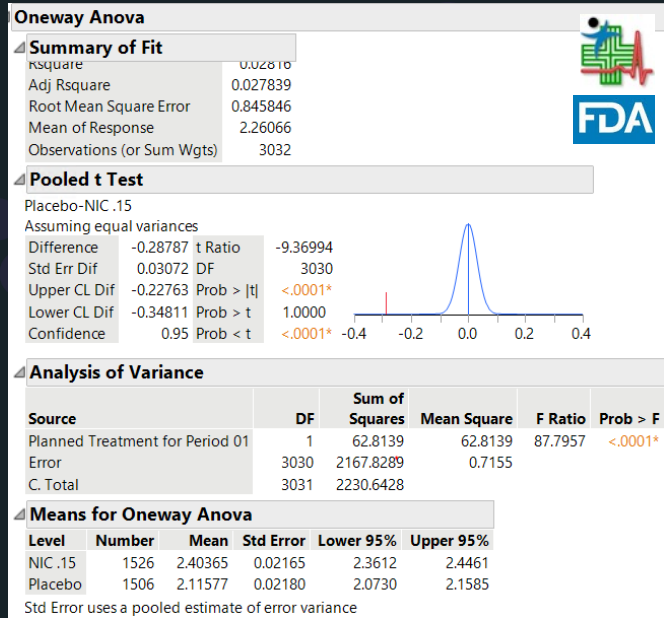 Oneway Anova
Summary of Fit
Rsquare 0.02816
Adj Rsquare 0.027839
Root Mean Square Error 0.845846
Mean of Response 2.26066
Observations (or Sum Wgts) 3032
FDA
Pooled t Test
Placebo-NIC .15
Assuming equal variances
Difference -0.28787 t Ratio -9.36994
Std Err Dif 0.03072 DF 3030
Upper CL Dif -0.22763 Prob > |t| <.0001*
Lower CL Dif -0.34811 Prob > t 1.0000
Confidence 0.95 Prob < t <.0001*
-0.4 -0.2 0.0 0.2 0.4
Analysis of Variance
Sum of
Source DF Squares Mean Square F Ratio Prob > F
Planned Treatment for Period 01 1 62.8139 62.8139 87.7957 <.0001*
Error 3030 2167.8289 0.7155
C. Total 3031 2230.6428
Means for Oneway Anova
Level Number Mean Std Error Lower 95% Upper 95%
NIC .15 1526 2.40365 0.02165 2.3612 2.4461
Placebo 1506 2.11577 0.02180 2.0730 2.1585
Std Error uses a pooled estimate of error variance